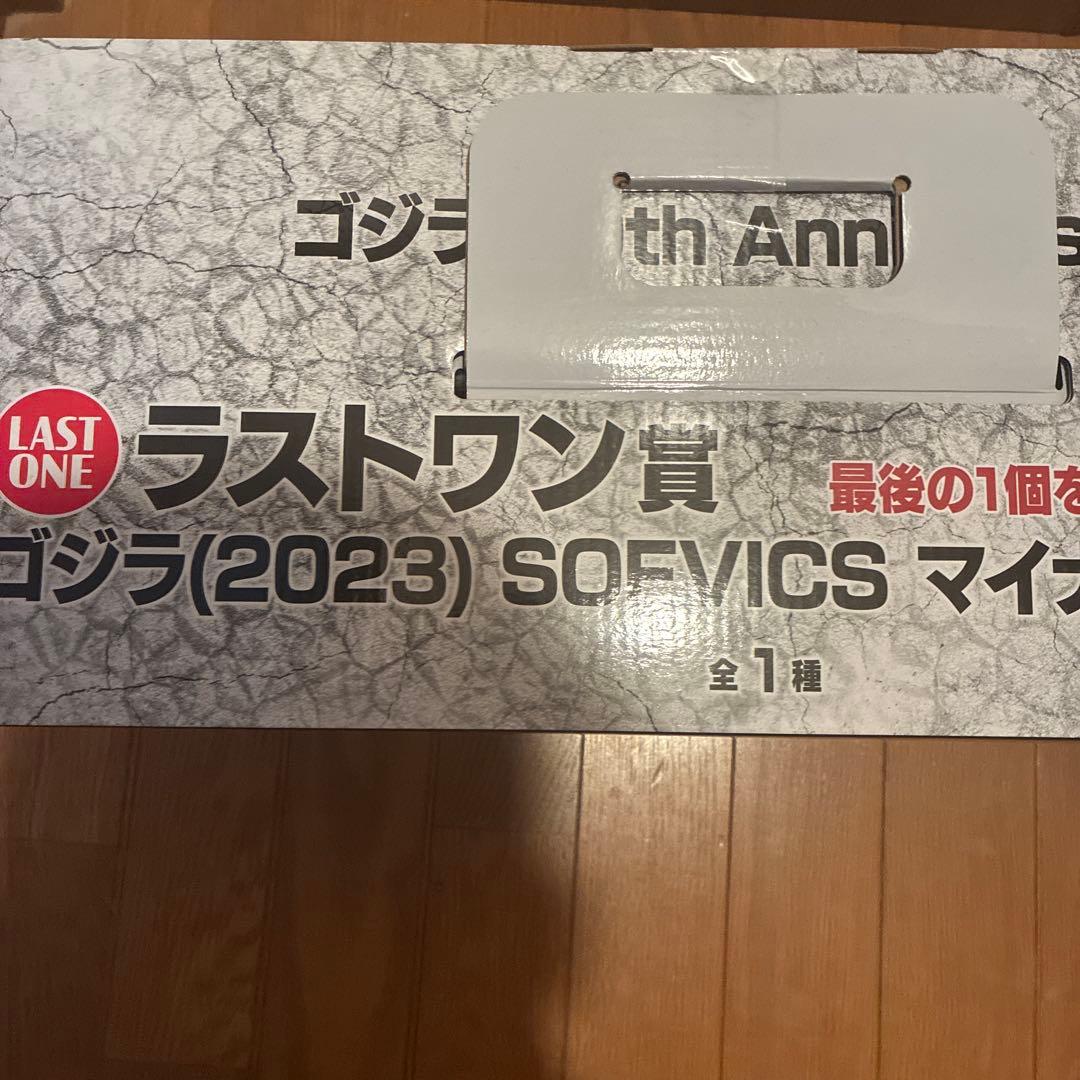 ゴジラ th Ann s
LAST
ONE
ラストワン賞 最後の1個を
ゴジラ(2023) SOFVICS マイナ
全1種